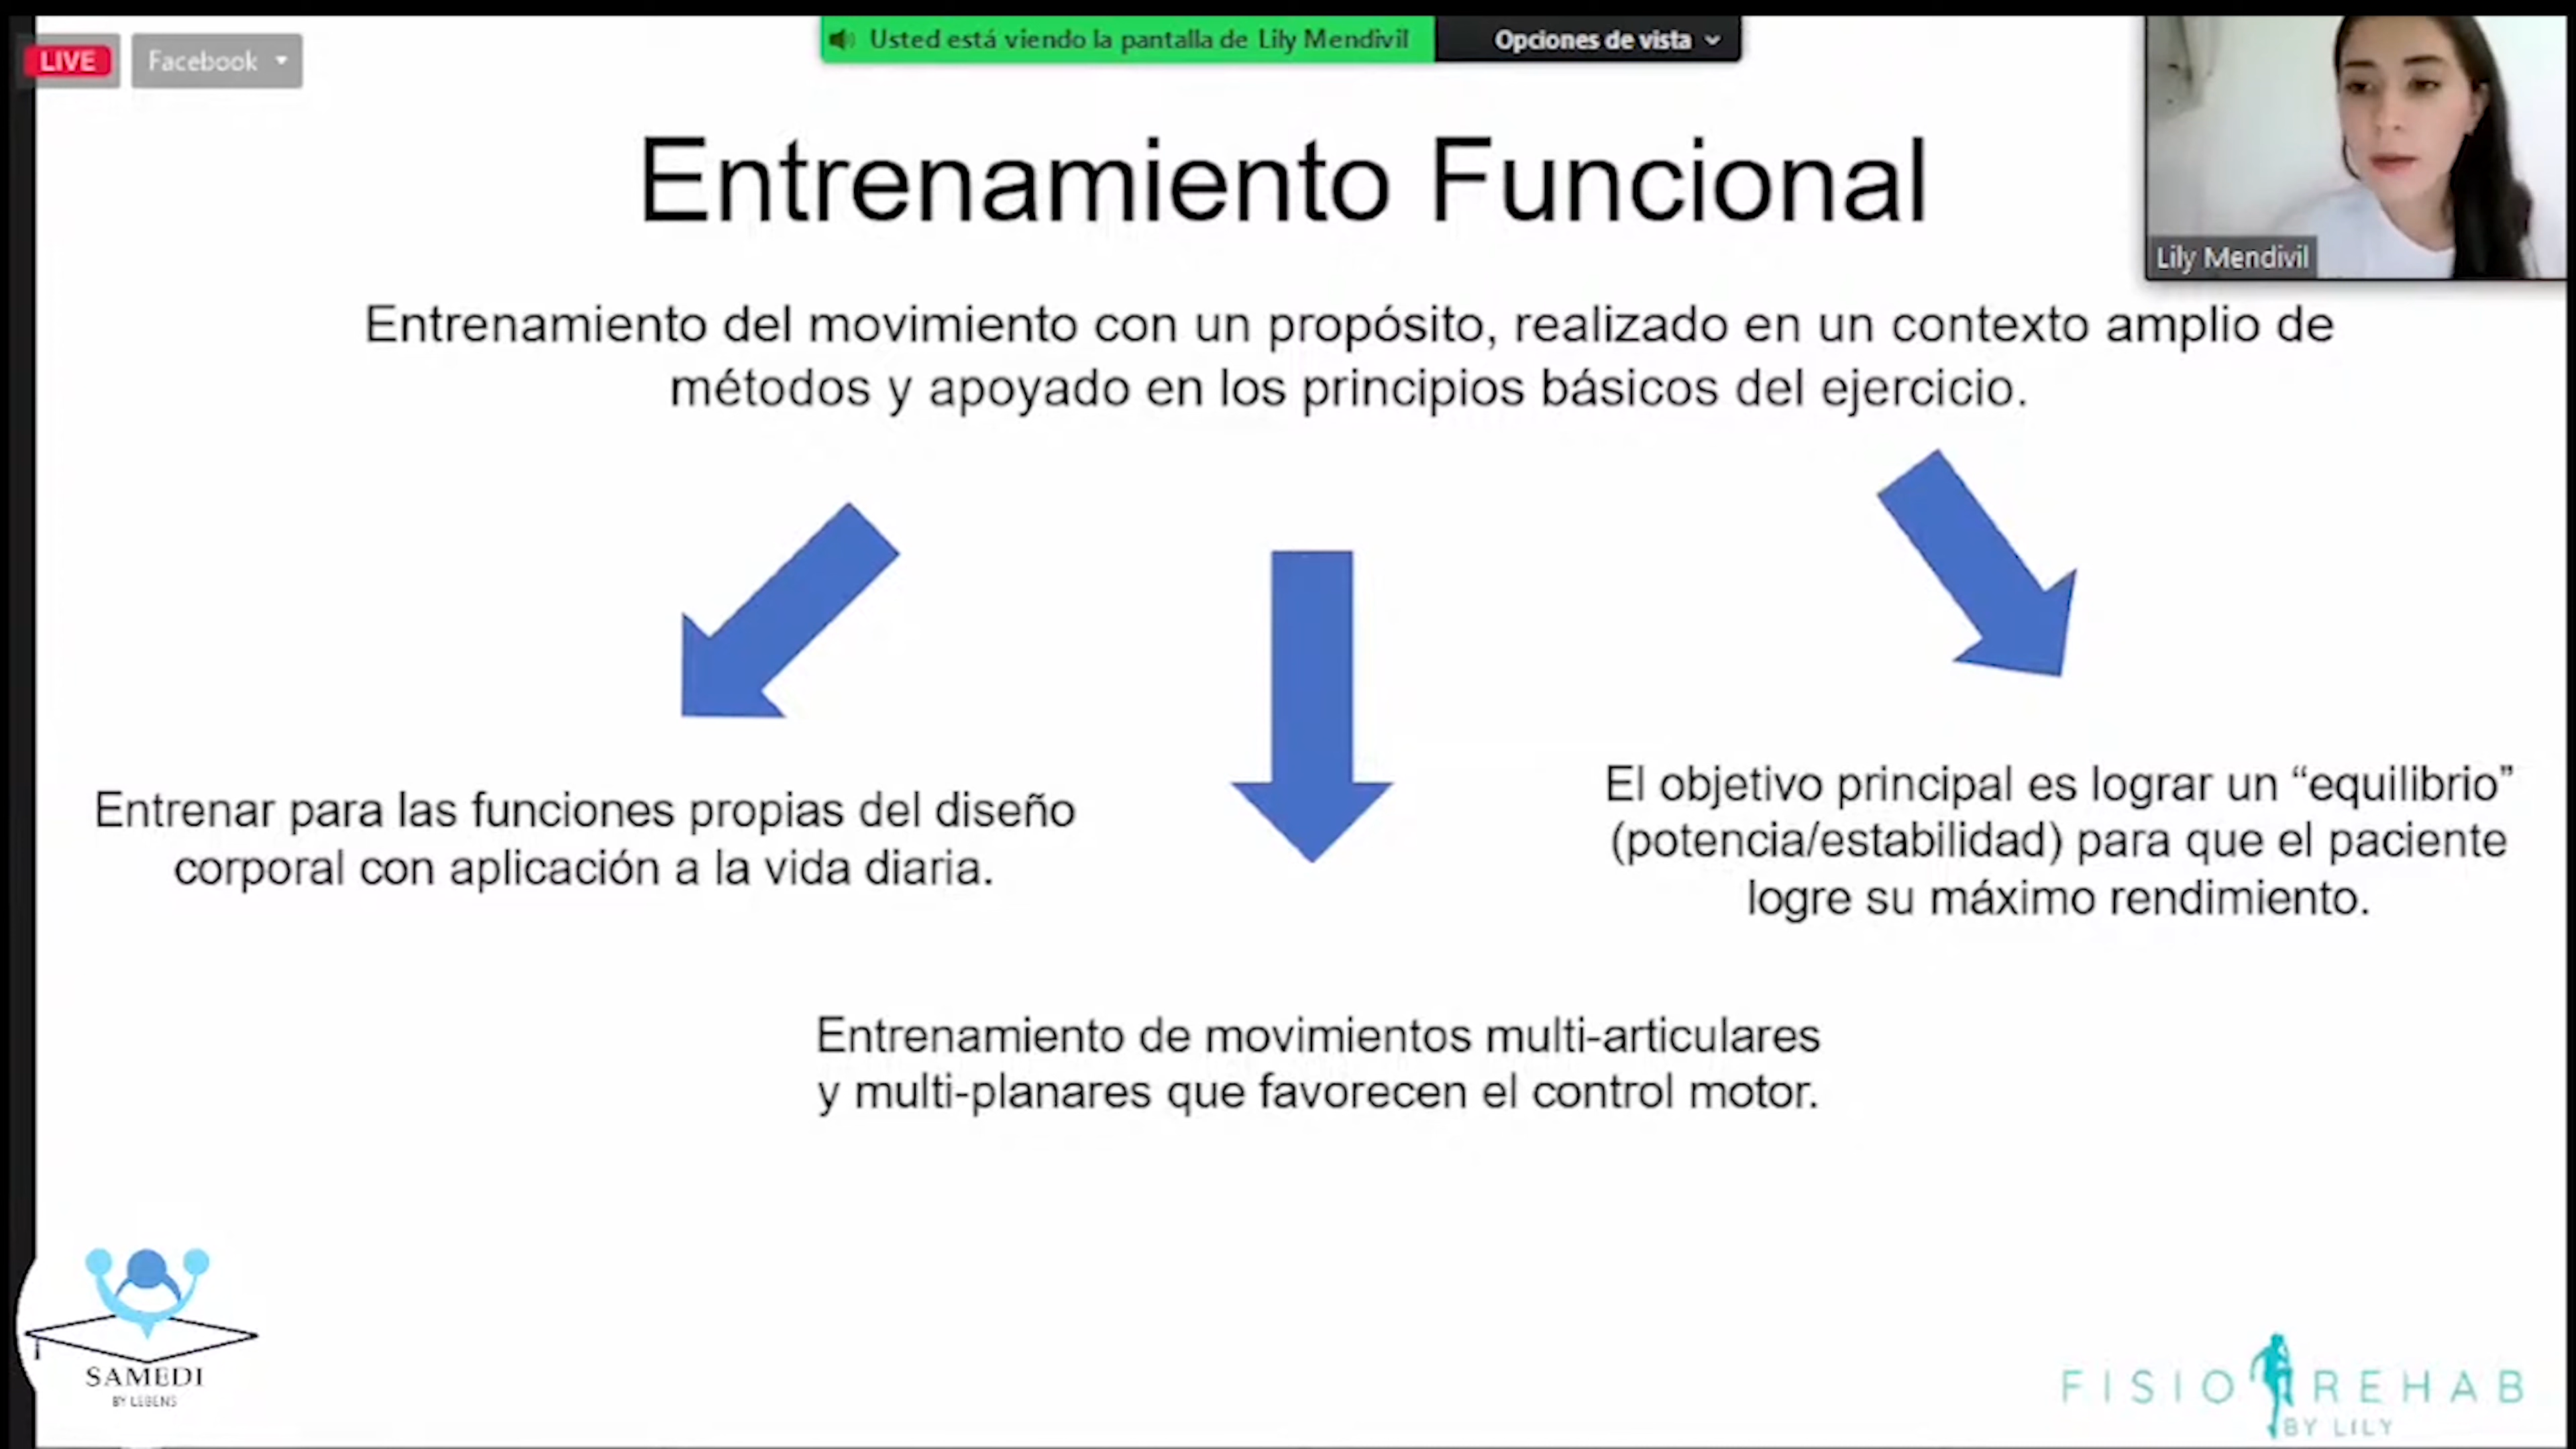 LIVE
Facebook
Usted está viendo la pantalla de Lily Mendivil
Opciones de vista
Lily Mendivil
Entrenamiento Funcional
Entrenamiento del movimiento con un propósito, realizado en un contexto amplio de
métodos y apoyado en los principios básicos del ejercicio.
Entrenar para las funciones propias del diseño
corporal con aplicación a la vida diaria.
El objetivo principal es lograr un “equilibrio”
(potencia/estabilidad) para que el paciente
logre su máximo rendimiento.
Entrenamiento de movimientos multi-articulares
y multi-planares que favorecen el control motor.
SAMEDI
BY LEBENS
FISIO REHAB
BY LILY